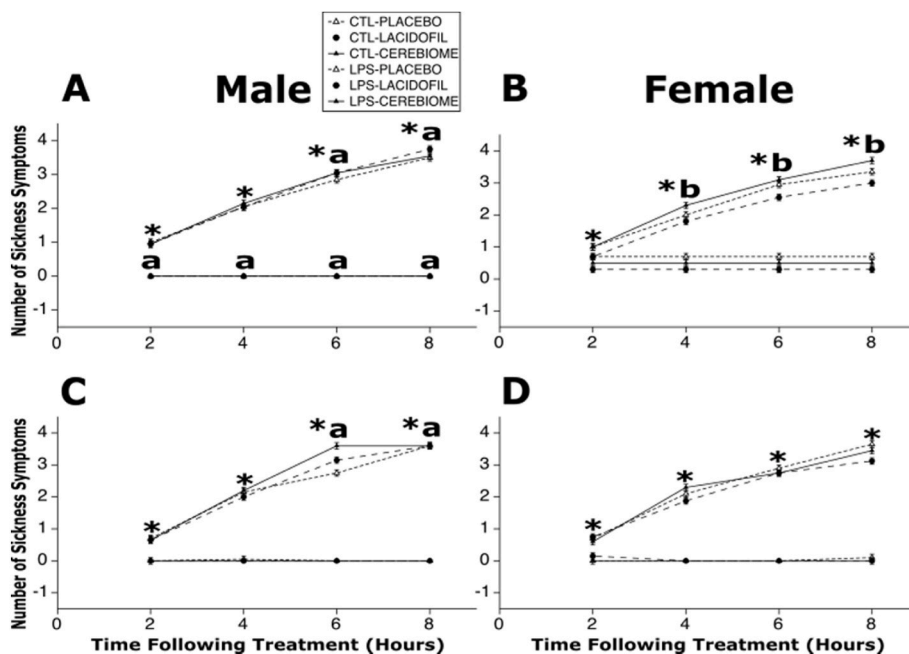 CTL-PLACEBO
CTL-LACIDOFIL
CTL-CEREBIOME
LPS-PLACEBO
LPS-LACIDOFIL
LPS-CEREBIOME
A Male
B Female
Number of Sickness Symptoms
4
3
2
1
0
-1
* * *a *a
a a a a
0 2 4 6 8
4
3
2
1
0
-1
* *b *b *b
0 2 4 6 8
C
D
Number of Sickness Symptoms
4
3
2
1
0
-1
* * *a *a
0 2 4 6 8
Time Following Treatment (Hours)
4
3
2
1
0
-1
* * * *
0 2 4 6 8
Time Following Treatment (Hours)